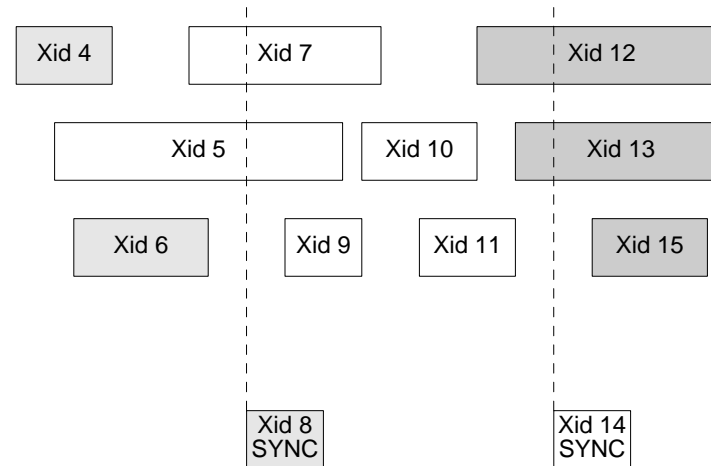 Xid 4
Xid 7
Xid 12
Xid 5
Xid 10
Xid 13
Xid 6
Xid 9
Xid 11
Xid 15
Xid 8
SYNC
Xid 14
SYNC